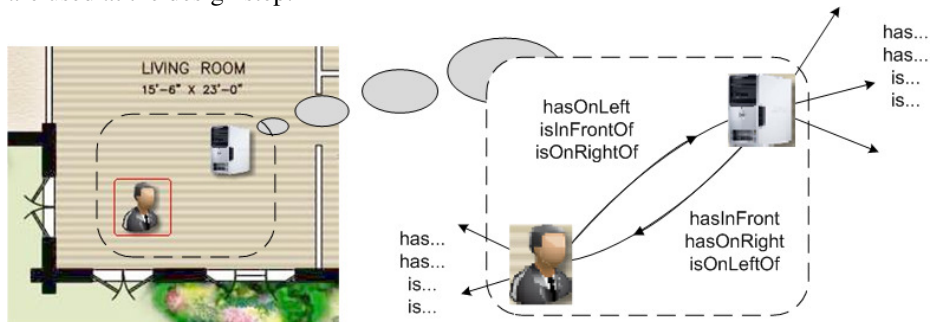 LIVING ROOM
15'-6" X 23'-0"
hasOnLeft
isInFrontOf
isOnRightOf
has...
has...
is...
is...
hasInFront
hasOnRight
isOnLeftOf
has...
has...
is...
is...